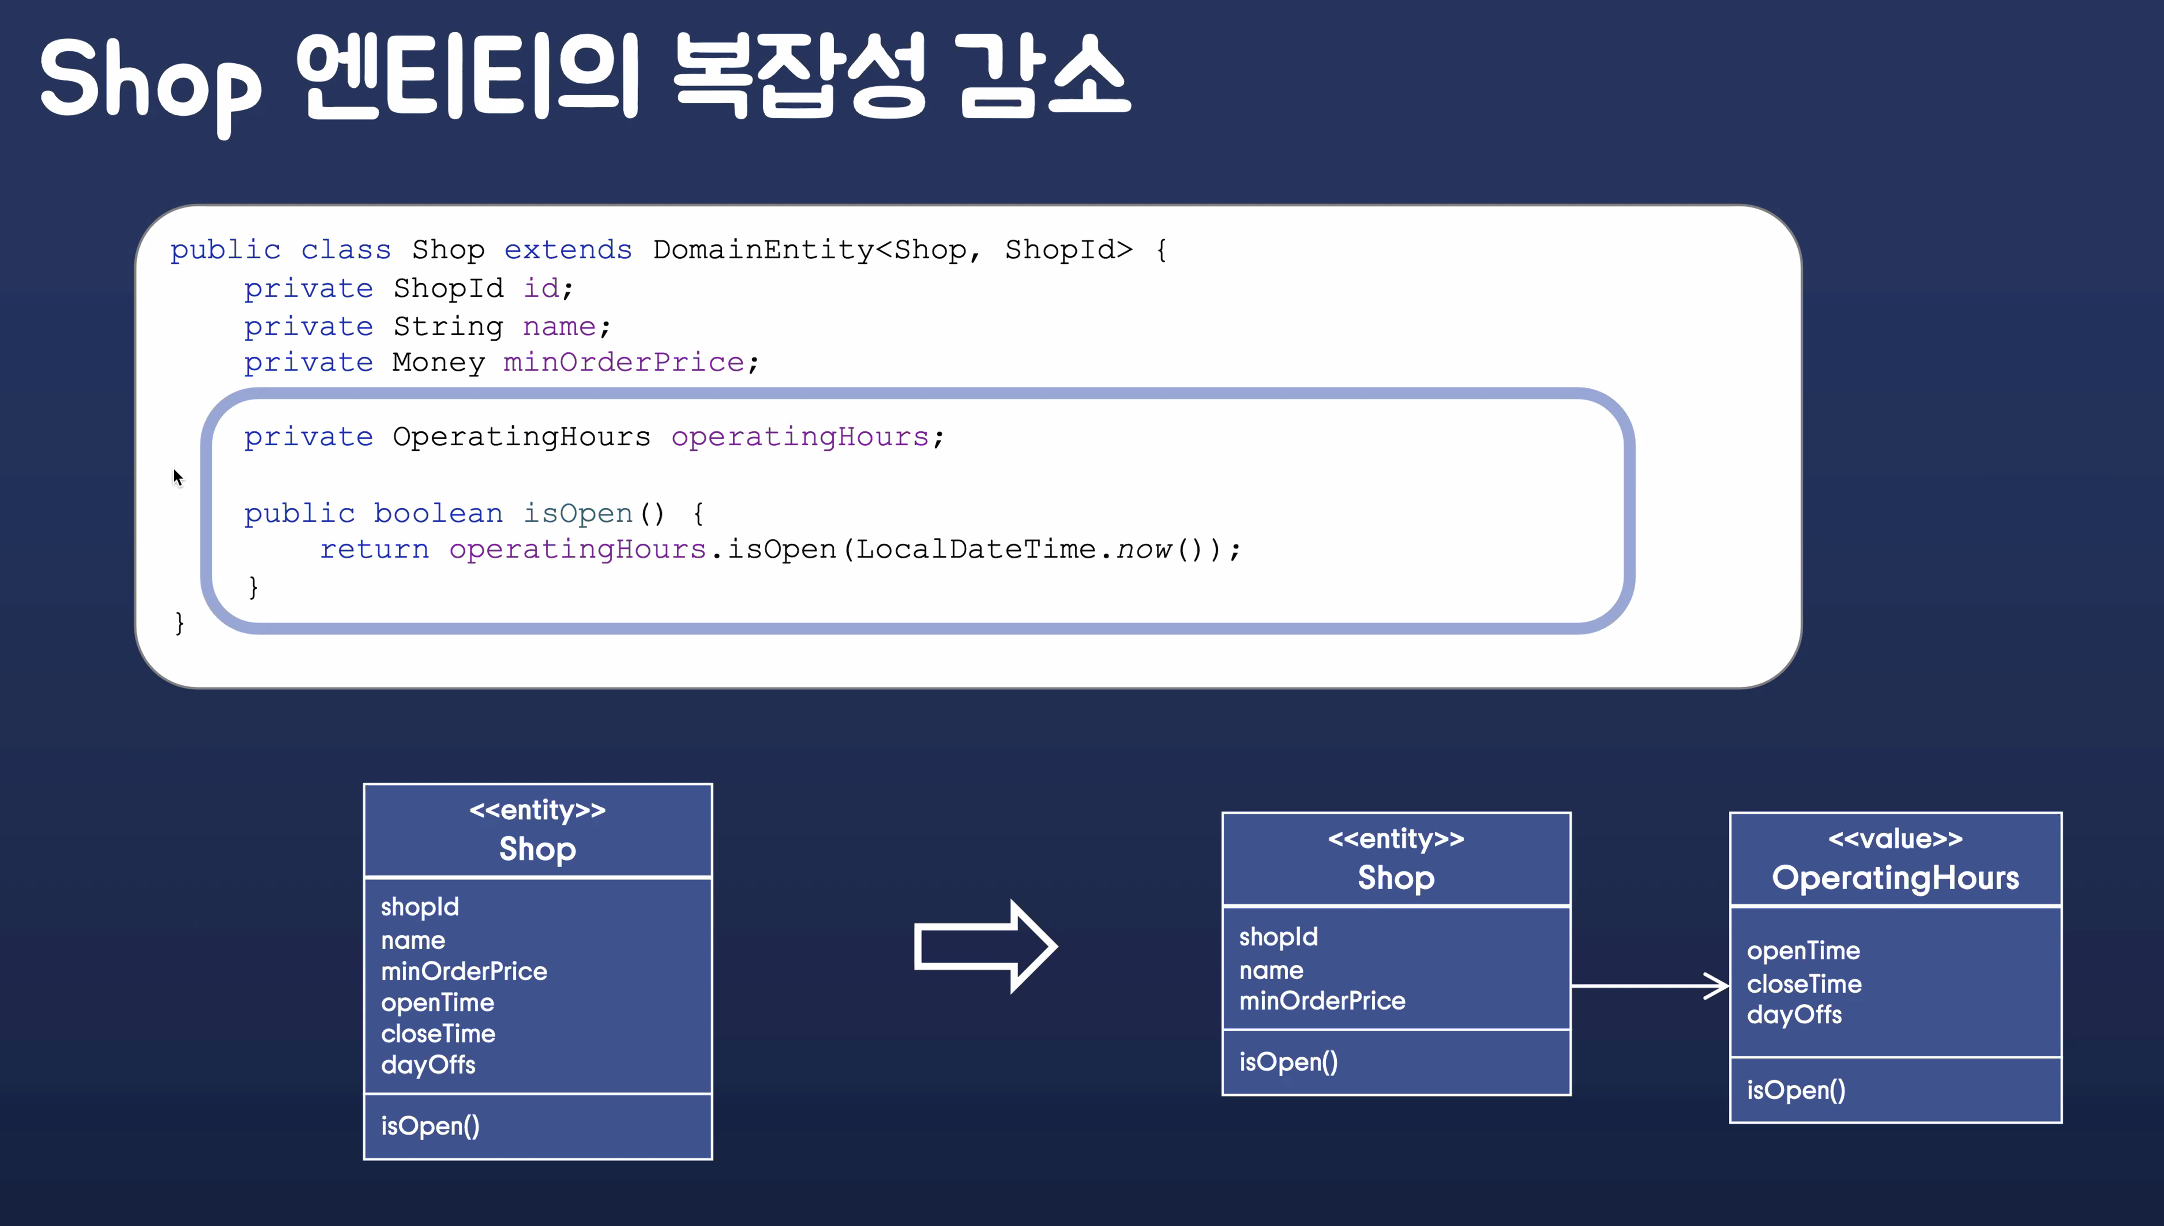 Shop 엔티티의 복잡성 감소
public class Shop extends DomainEntity<Shop, ShopId> {
private ShopId id;
private String name;
private Money minOrderPrice;
private OperatingHours operatingHours;
public boolean isOpen() {
return operatingHours.isOpen(LocalDateTime.now());
}
}
<<entity>>
Shop
shopId
name
minOrderPrice
openTime
closeTime
dayOffs
isOpen()
<<entity>>
Shop
shopId
name
minOrderPrice
isOpen()
<<value>>
OperatingHours
openTime
closeTime
dayOffs
isOpen()